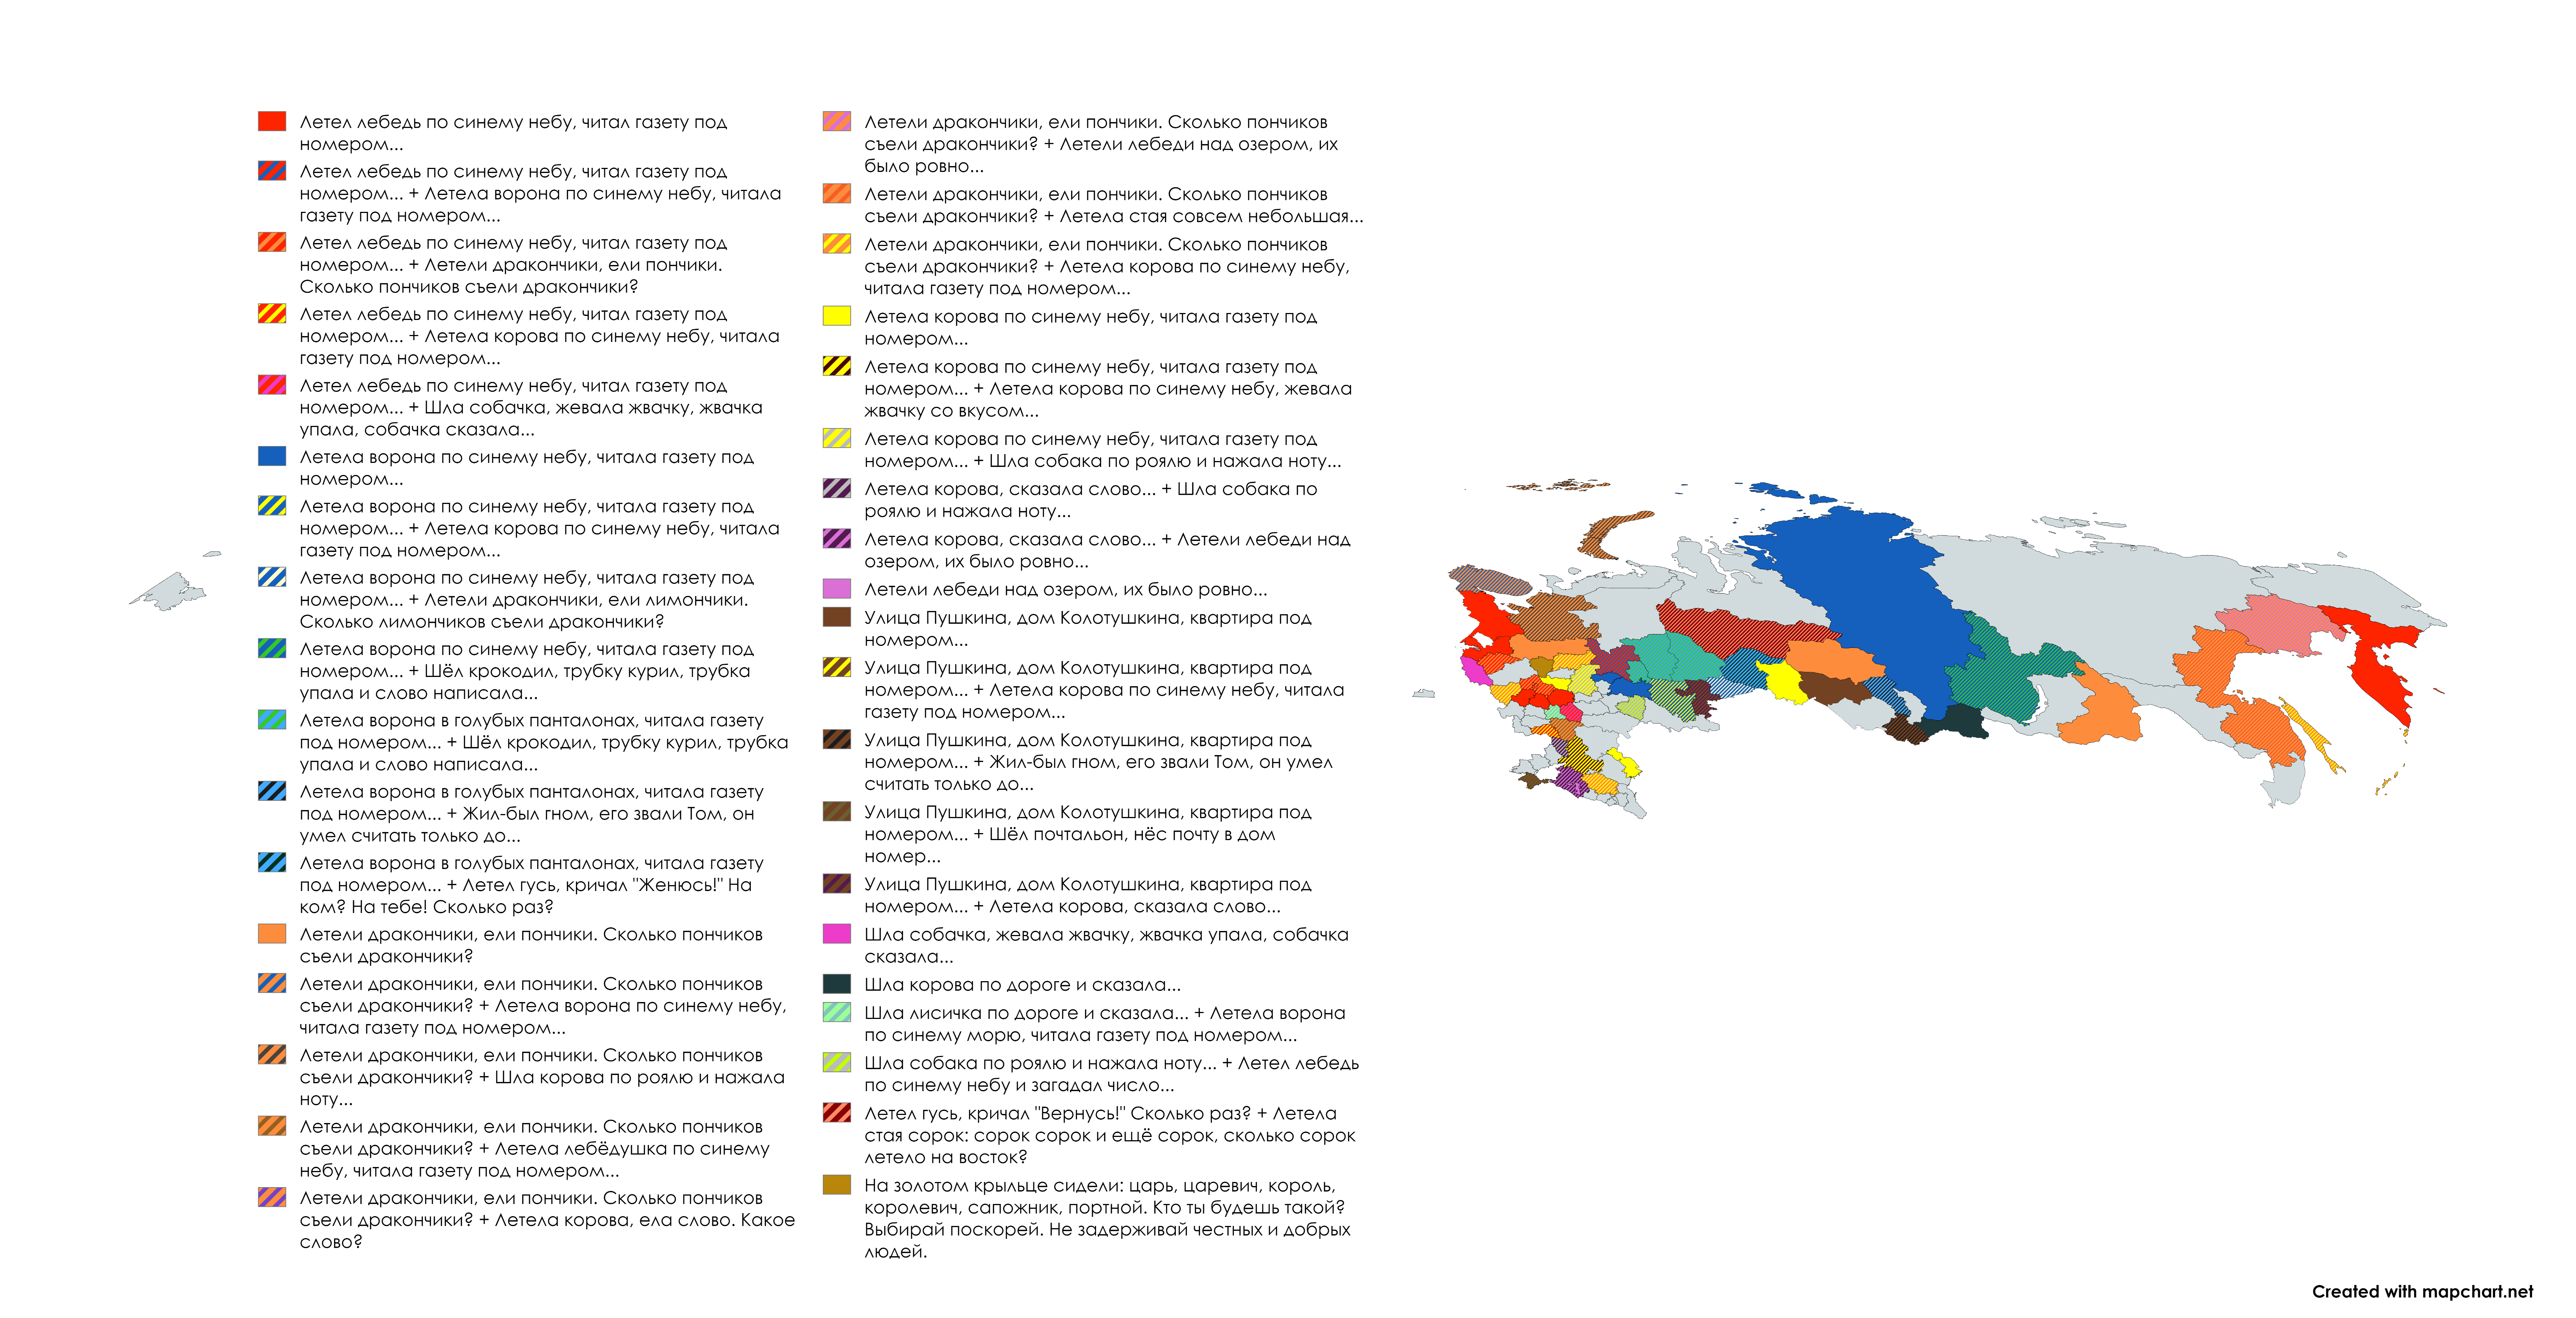 Летел лебедь по синему небу, читал газету под
номером...
Летел лебедь по синему небу, читал газету под
номером... + Летела ворона по синему небу, читала
газету под номером...
Летел лебедь по синему небу, читал газету под
номером... + Летели дракончики, ели пончики.
Сколько пончиков съели дракончики?
Летел лебедь по синему небу, читал газету под
номером... + Летела корова по синему небу, читала
газету под номером...
Летел лебедь по синему небу, читал газету под
номером... + Шла собачка, жевала жвачку, жвачка
упала, собачка сказала...
Летела ворона по синему небу, читала газету под
номером...
Летела ворона по синему небу, читала газету под
номером... + Летела корова по синему небу, читала
газету под номером...
Летела ворона по синему небу, читала газету под
номером... + Летели дракончики, ели лимончики.
Сколько лимончиков съели дракончики?
Летела ворона по синему небу, читала газету под
номером... + Шёл крокодил, трубку курил, трубка
упала и слово написала...
Летела ворона в голубых панталонах, читала газету
под номером... + Шёл крокодил, трубку курил, трубка
упала и слово написала...
Летела ворона в голубых панталонах, читала газету
под номером... + Жил-был гном, его звали Том, он
умел считать только до...
Летела ворона в голубых панталонах, читала газету
под номером... + Летел гусь, кричал "Женюсь!" На
ком? На тебе! Сколько раз?
Летели дракончики, ели пончики. Сколько пончиков
съели дракончики?
Летели дракончики, ели пончики. Сколько пончиков
съели дракончики? + Летела ворона по синему небу,
читала газету под номером...
Летели дракончики, ели пончики. Сколько пончиков
съели дракончики? + Шла корова по роялю и нажала
ноту...
Летели дракончики, ели пончики. Сколько пончиков
съели дракончики? + Летела лебёдушка по синему
небу, читала газету под номером...
Летели дракончики, ели пончики. Сколько пончиков
съели дракончики? + Летела корова, ела слово. Какое
слово?
Летели дракончики, ели пончики. Сколько пончиков
съели дракончики? + Летели лебеди над озером, их
было ровно...
Летели дракончики, ели пончики. Сколько пончиков
съели дракончики? + Летела стая совсем небольшая...
Летели дракончики, ели пончики. Сколько пончиков
съели дракончики? + Летела корова по синему небу,
читала газету под номером...
Летела корова по синему небу, читала газету под
номером...
Летела корова по синему небу, читала газету под
номером... + Летела корова по синему небу, жевала
жвачку со вкусом...
Летела корова по синему небу, читала газету под
номером... + Шла собака по роялю и нажала ноту...
Летела корова, сказала слово... + Шла собака по
роялю и нажала ноту...
Летела корова, сказала слово... + Летели лебеди над
озером, их было ровно...
Летели лебеди над озером, их было ровно...
Улица Пушкина, дом Колотушкина, квартира под
номером...
Улица Пушкина, дом Колотушкина, квартира под
номером... + Летела корова по синему небу, читала
газету под номером...
Улица Пушкина, дом Колотушкина, квартира под
номером... + Жил-был гном, его звали Том, он умел
считать только до...
Улица Пушкина, дом Колотушкина, квартира под
номером... + Шёл почтальон, нёс почту в дом
номер...
Улица Пушкина, дом Колотушкина, квартира под
номером... + Летела корова, сказала слово...
Шла собачка, жевала жвачку, жвачка упала, собачка
сказала...
Шла корова по дороге и сказала...
Шла лисичка по дороге и сказала... + Летела ворона
по синему морю, читала газету под номером...
Шла собака по роялю и нажала ноту... + Летел лебедь
по синему небу и загадал число...
Летел гусь, кричал "Вернусь!" Сколько раз? + Летела
стая сорок: сорок сорок и ещё сорок, сколько сорок
летело на восток?
На золотом крыльце сидели: царь, царевич, король,
королевич, сапожник, портной. Кто ты будешь такой?
Выбирай поскорей. Не задерживай честных и добрых
людей.
Created with mapchart.net